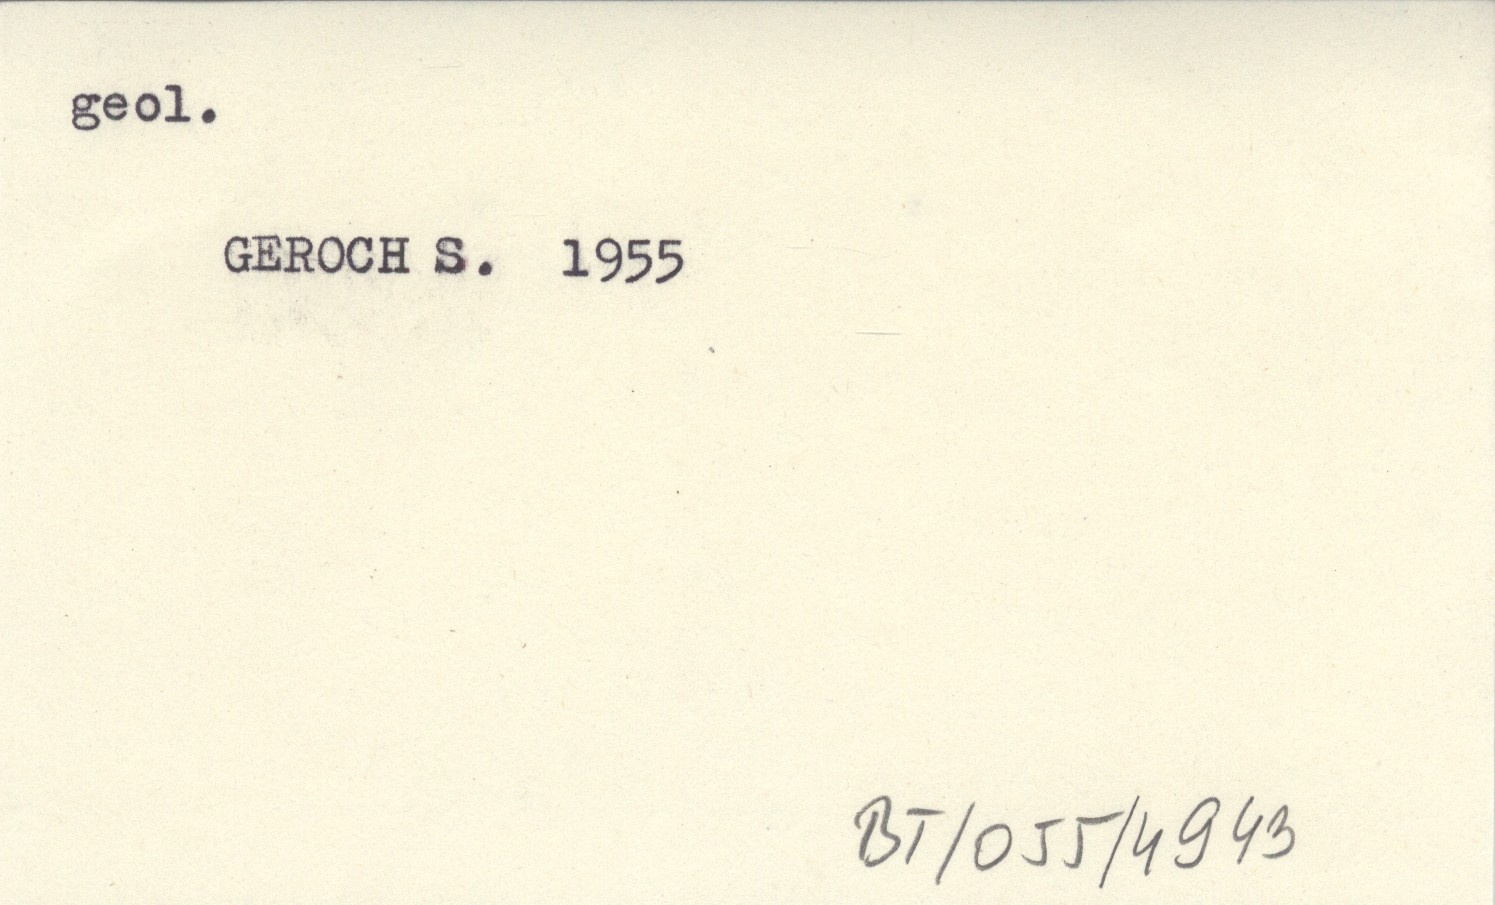 geol.
GEROCH S. 1955
BT/055/4943